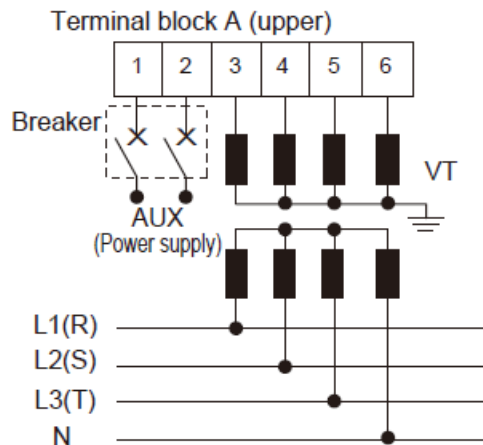 Terminal block A (upper)
1 2 3 4 5 6
Breaker
VT
AUX
(Power supply)
L1(R)
L2(S)
L3(T)
N